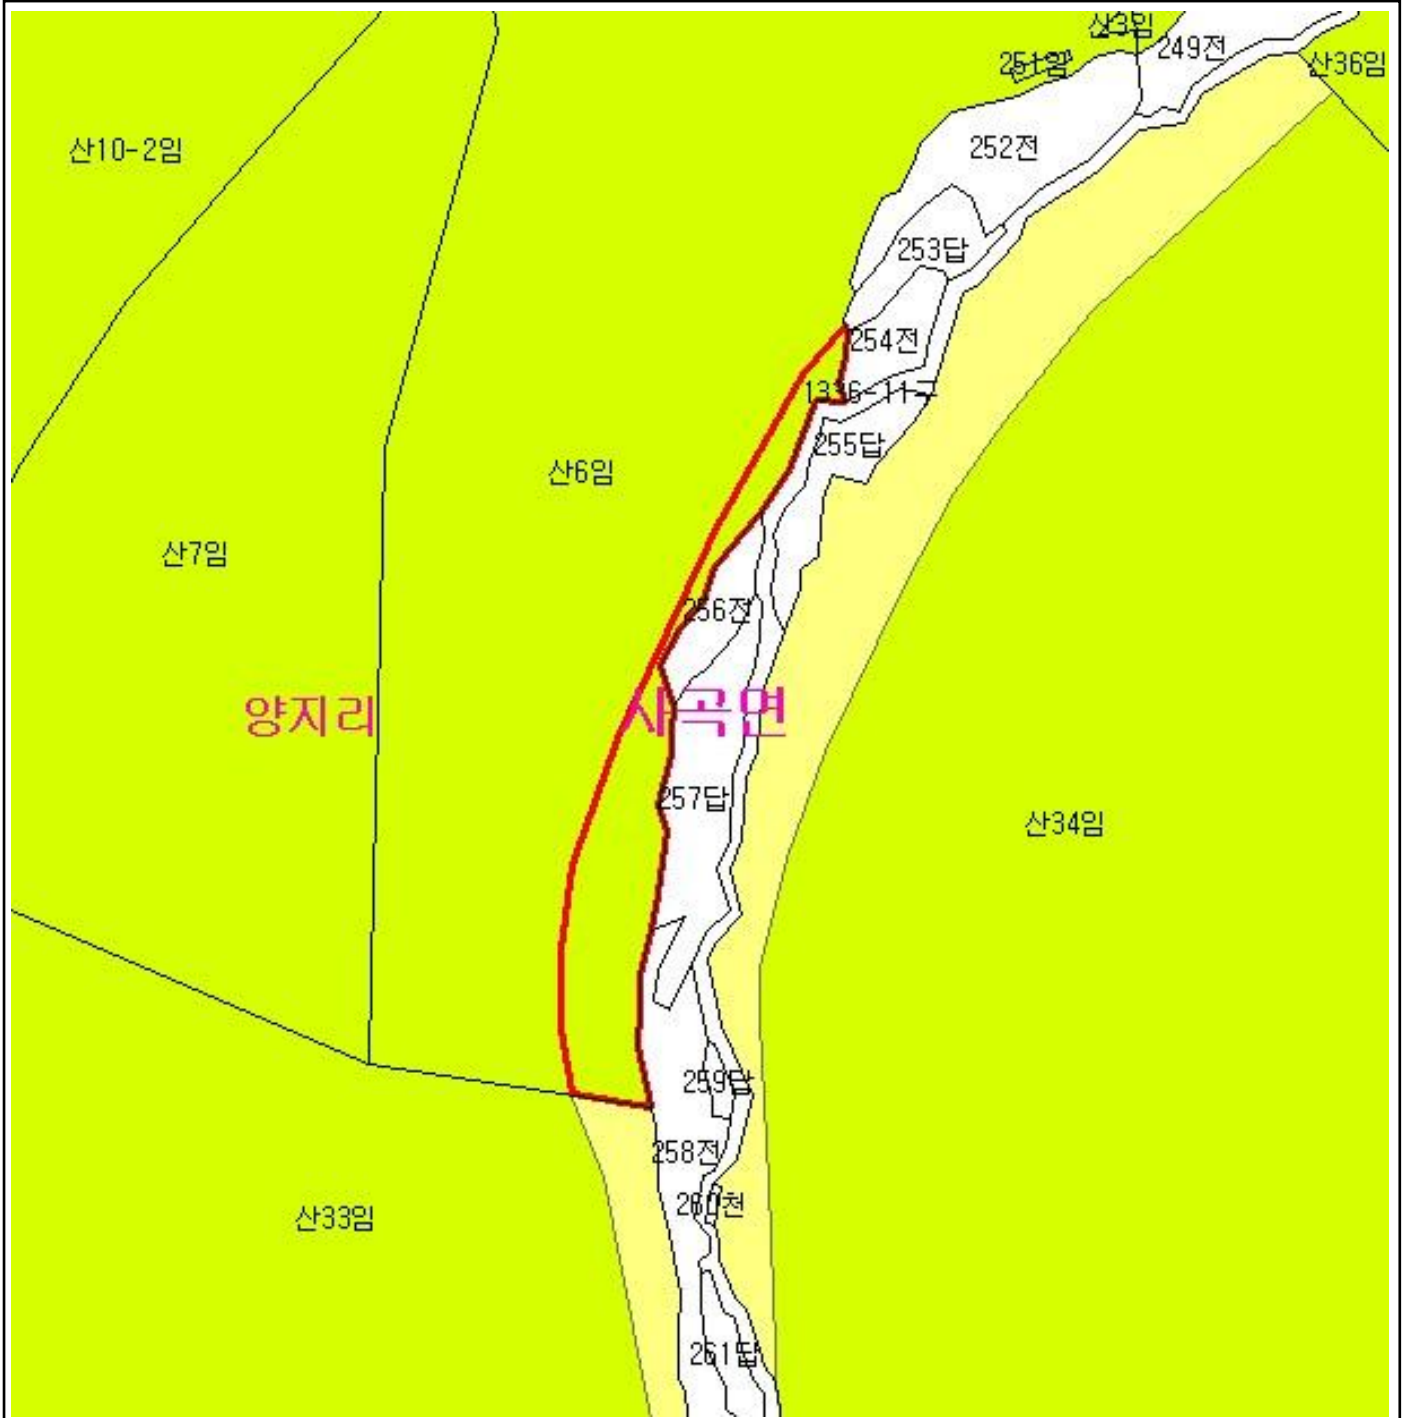 산3임
249전
251임
산36임
산10-2임
252전
253답
254전
1336-11구
255답
산6임
산7임
256전
양지리
사곡면
257답
산34임
259답
258전
260천
산33임
261답